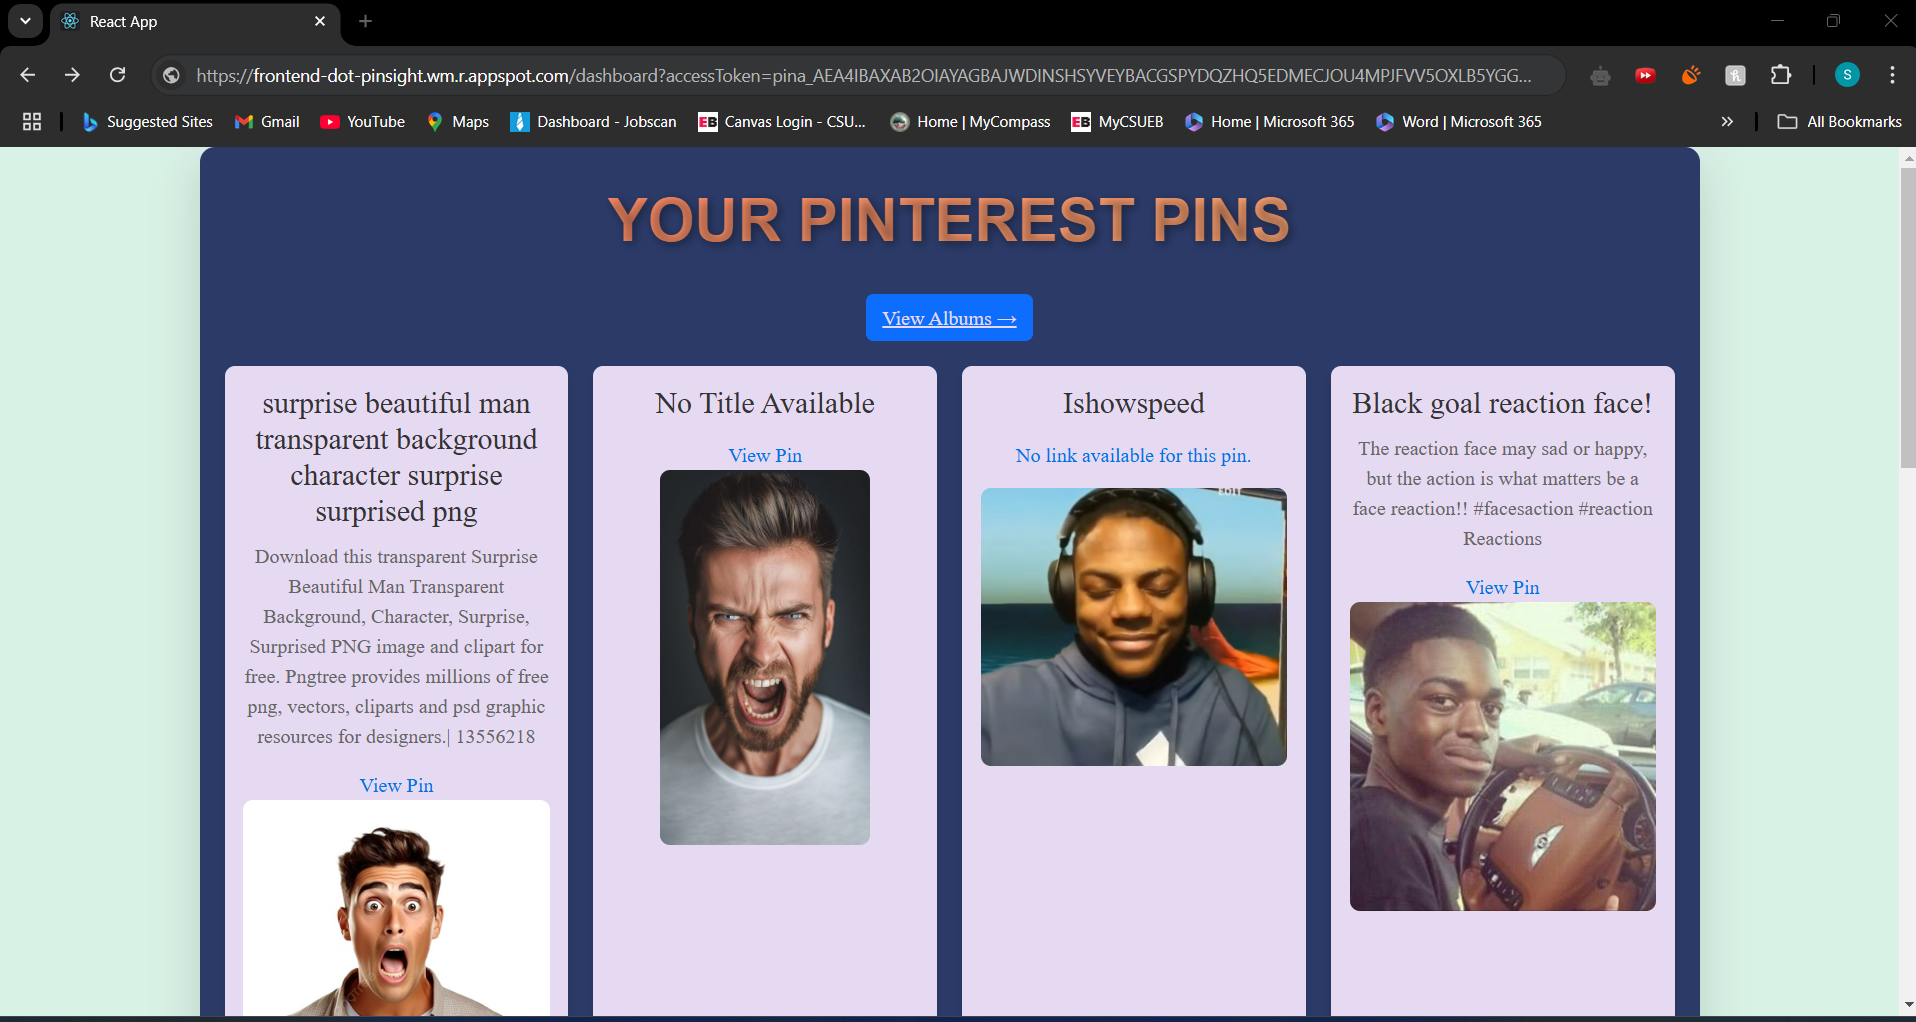 React App
https://frontend-dot-pinsight.wm.r.appspot.com/dashboard?accessToken=pina_AEA4IBAXAB2OIAYAGBAJWDINSHSYVEYBACGSPYDQZHQ5EDMECJOU4MPJFVV5OXLB5YGG...
S
Suggested Sites
Gmail
YouTube
Maps
Dashboard - Jobscan
EB Canvas Login - CSU...
Home | MyCompass
EB MyCSUEB
Home | Microsoft 365
Word | Microsoft 365
All Bookmarks
YOUR PINTEREST PINS
View Albums →
surprise beautiful man
transparent background
character surprise
surprised png
Download this transparent Surprise
Beautiful Man Transparent
Background, Character, Surprise,
Surprised PNG image and clipart for
free. Pngtree provides millions of free
png, vectors, cliparts and psd graphic
resources for designers.| 13556218
View Pin
No Title Available
View Pin
Ishowspeed
No link available for this pin.
EDIT
Black goal reaction face!
The reaction face may sad or happy,
but the action is what matters be a
face reaction!! #facesaction #reaction
Reactions
View Pin